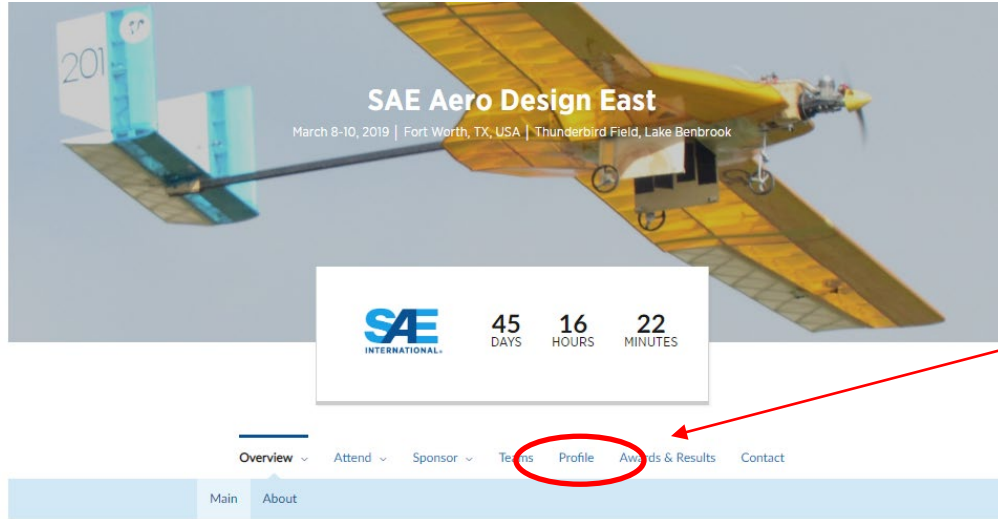 201
SAE Aero Design East
March 8-10, 2019 | Fort Worth, TX, USA | Thunderbird Field, Lake Benbrook
SAE
INTERNATIONAL®
45 16 22
DAYS HOURS MINUTES
Overview Attend Sponsor Teams Profile Awards & Results Contact
Main About